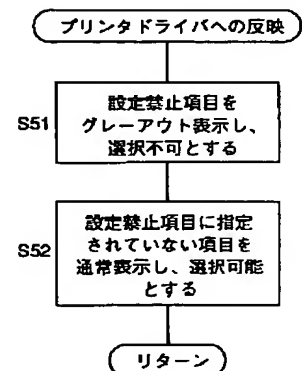 プリンタドライバへの反映
S51
設定禁止項目を
グレーアウト表示し、
選択不可とする
S52
設定禁止項目に指定
されていない項目を
通常表示し、選択可能
とする
リターン